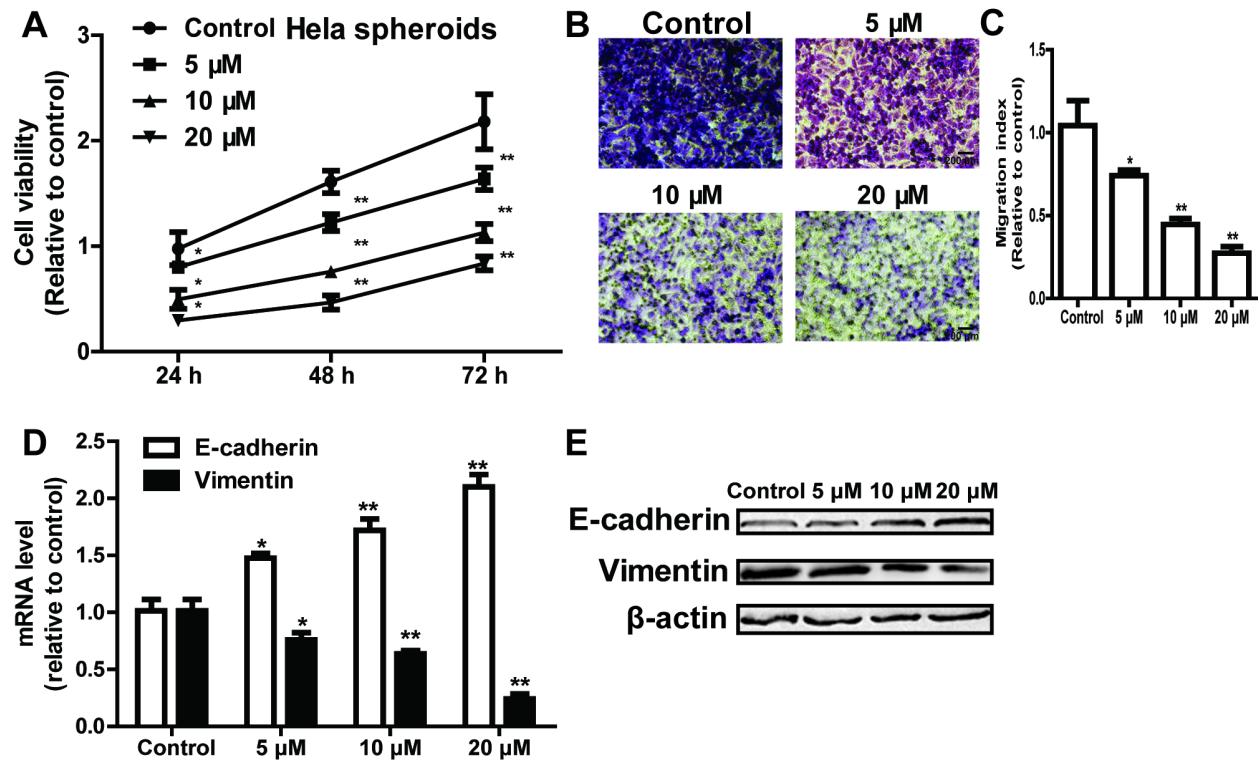 A
Control Hela spheroids
5 µM
10 µM
20 µM
Cell viability
(Relative to control)
3
2
1
0
*
*
*
**
**
**
**
**
**
24 h
48 h
72 h
B
Control
5 µM
200 µm
10 µM
20 µM
200 µm
C
Migration index
(Relative to control)
1.5
1.0
0.5
0.0
*
**
**
Control
5 µM
10 µM
20 µM
D
E-cadherin
Vimentin
mRNA level
(relative to control)
2.5
2.0
1.5
1.0
0.5
0.0
*
*
**
**
**
**
Control
5 µM
10 µM
20 µM
E
Control 5 µM 10 µM 20 µM
E-cadherin
Vimentin
β-actin